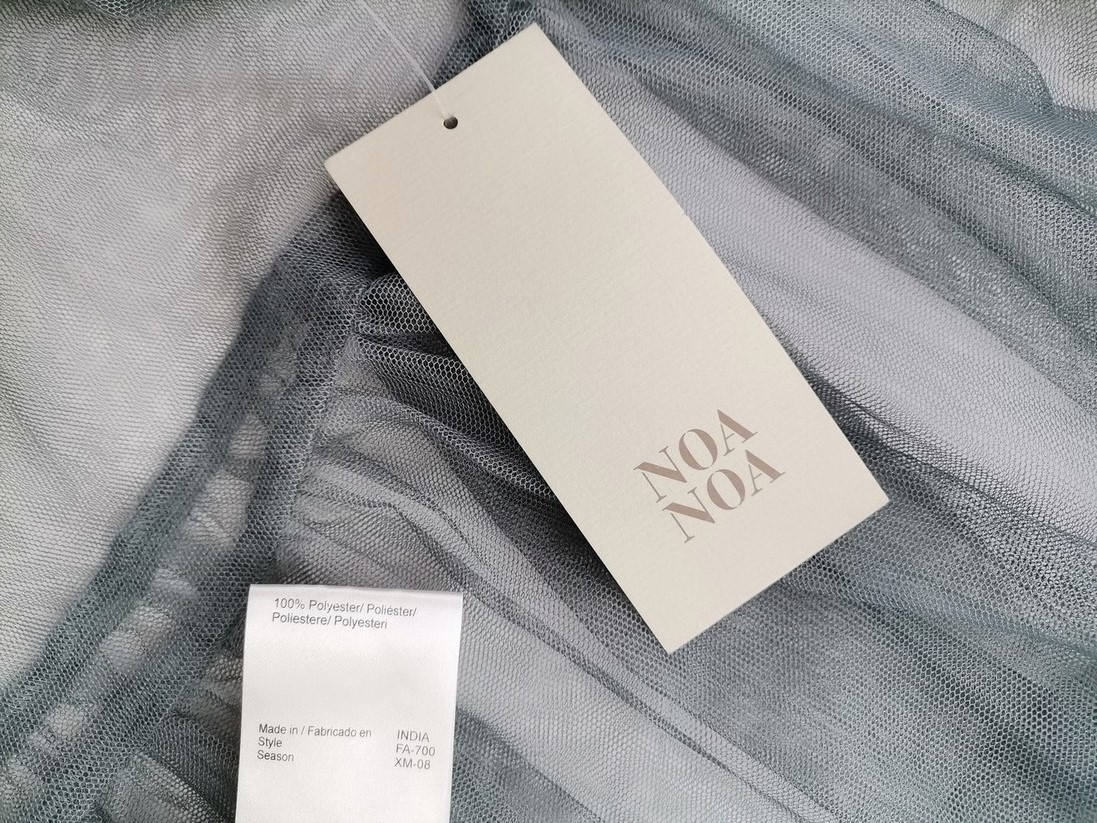 NOA
NOA
100% Polyester/ Poliéster/
Poliestere/ Polyesteri
Made in / Fabricado en INDIA
Style FA-700
Season XM-08